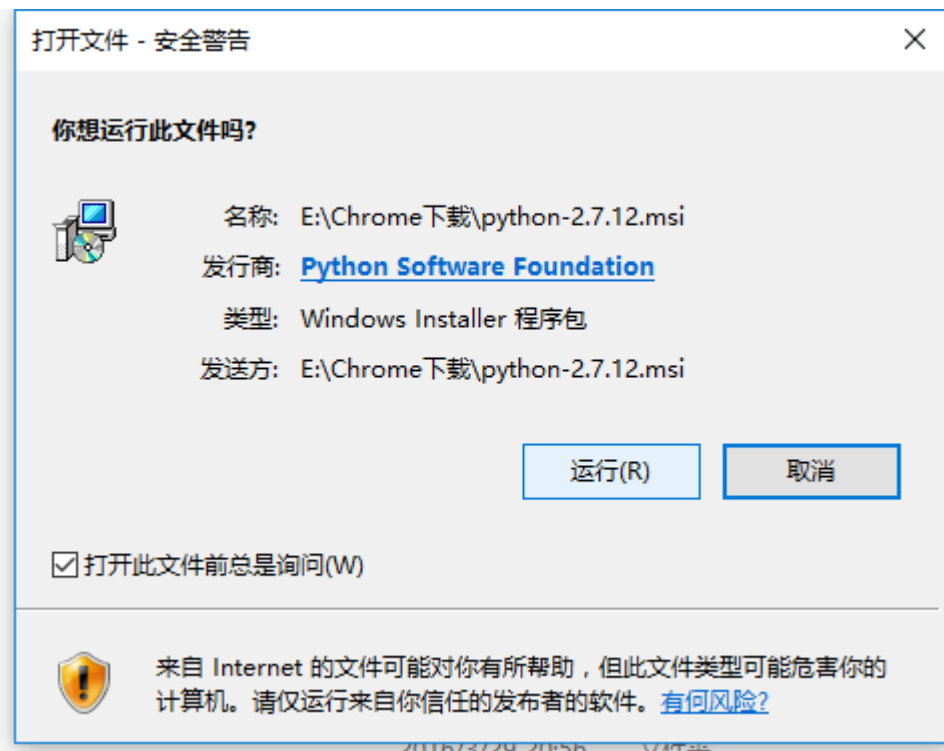 打开文件 - 安全警告
你想运行此文件吗?
名称: E:\Chrome下载\python-2.7.12.msi
发行商: Python Software Foundation
类型: Windows Installer 程序包
发送方: E:\Chrome下载\python-2.7.12.msi
运行(R) 取消
打开此文件前总是询问(W)
来自 Internet 的文件可能对你有所帮助，但此文件类型可能危害你的
计算机。请仅运行来自你信任的发布者的软件。有何风险?